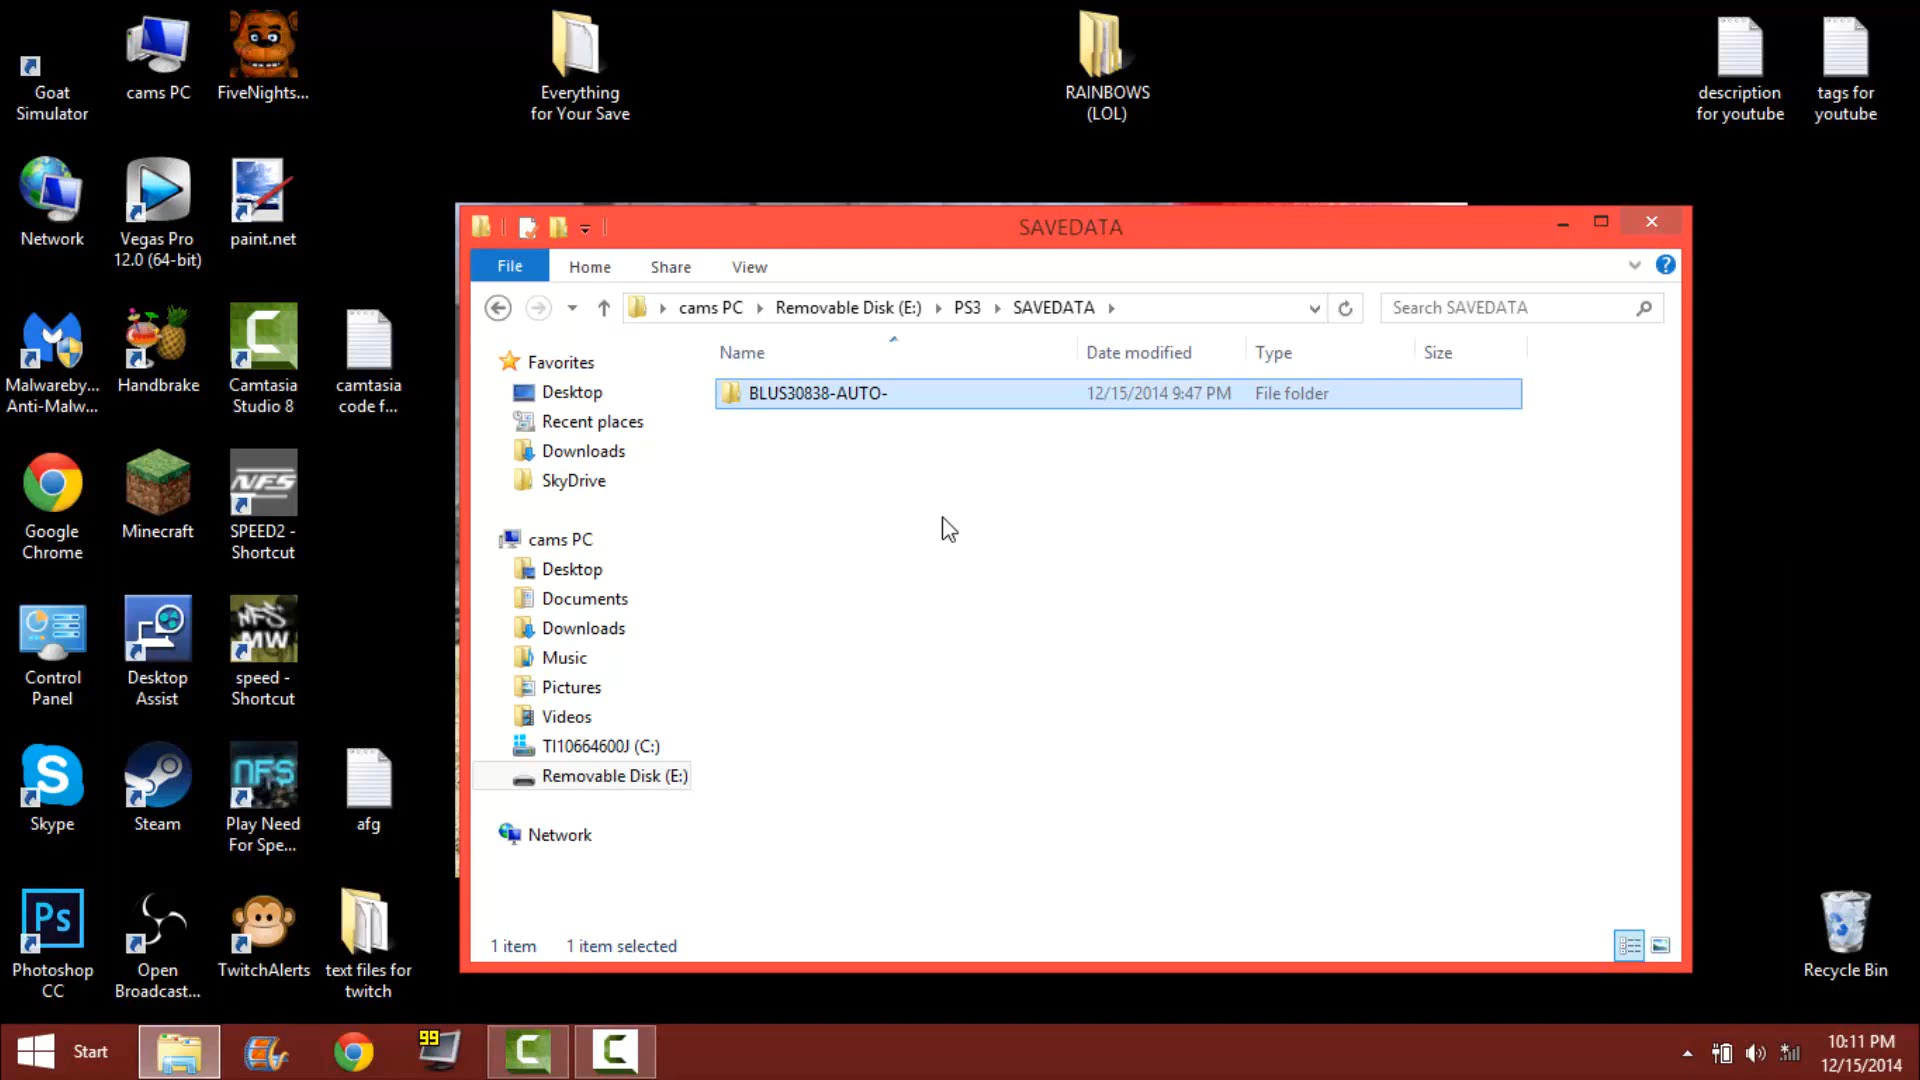 Goat
Simulator
cams PC
FiveNights...
Everything
for Your Save
RAINBOWS
(LOL)
description
for youtube
tags for
youtube
Network
Vegas Pro
12.0 (64-bit)
paint.net
Malwareby...
Anti-Malw...
Handbrake
Camtasia
Studio 8
camtasia
code f...
Google
Chrome
Minecraft
NFS
SPEED2 -
Shortcut
Control
Panel
Desktop
Assist
NFS
MW
speed -
Shortcut
Skype
Steam
NFS
Play Need
For Spe...
afg
Ps
Photoshop
CC
Open
Broadcast...
TwitchAlerts
text files for
twitch
SAVEDATA
File
Home
Share
View
cams PC
Removable Disk (E:)
PS3
SAVEDATA
Search SAVEDATA
Name
Date modified
Type
Size
BLUS30838-AUTO-
12/15/2014 9:47 PM
File folder
Favorites
Desktop
Recent places
Downloads
SkyDrive
cams PC
Desktop
Documents
Downloads
Music
Pictures
Videos
TI10664600J (C:)
Removable Disk (E:)
Network
1 item
1 item selected
Recycle Bin
Start
99
10:11 PM
12/15/2014